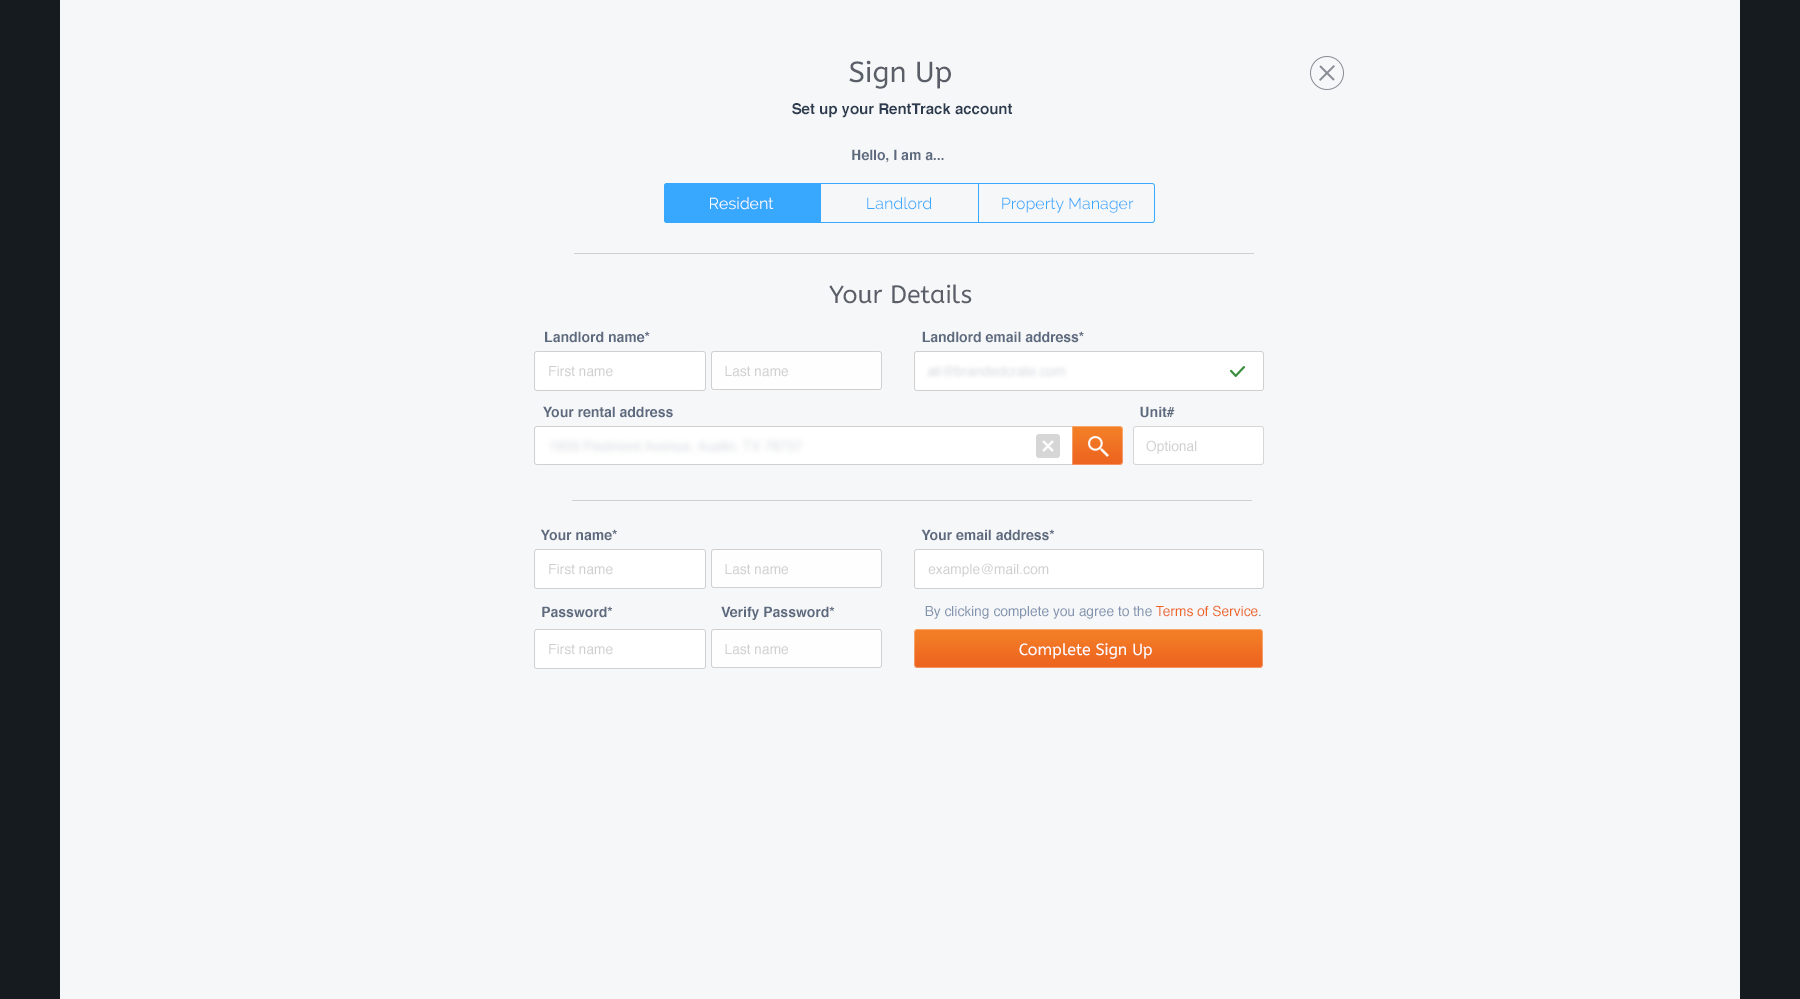 Sign Up
Set up your RentTrack account
Hello, I am a...
Resident Landlord Property Manager
Your Details
Landlord name* Landlord email address*
First name Last name
Your rental address Unit#
Optional
Your name* Your email address*
First name Last name example@mail.com
Password* Verify Password* By clicking complete you agree to the Terms of Service.
First name Last name Complete Sign Up